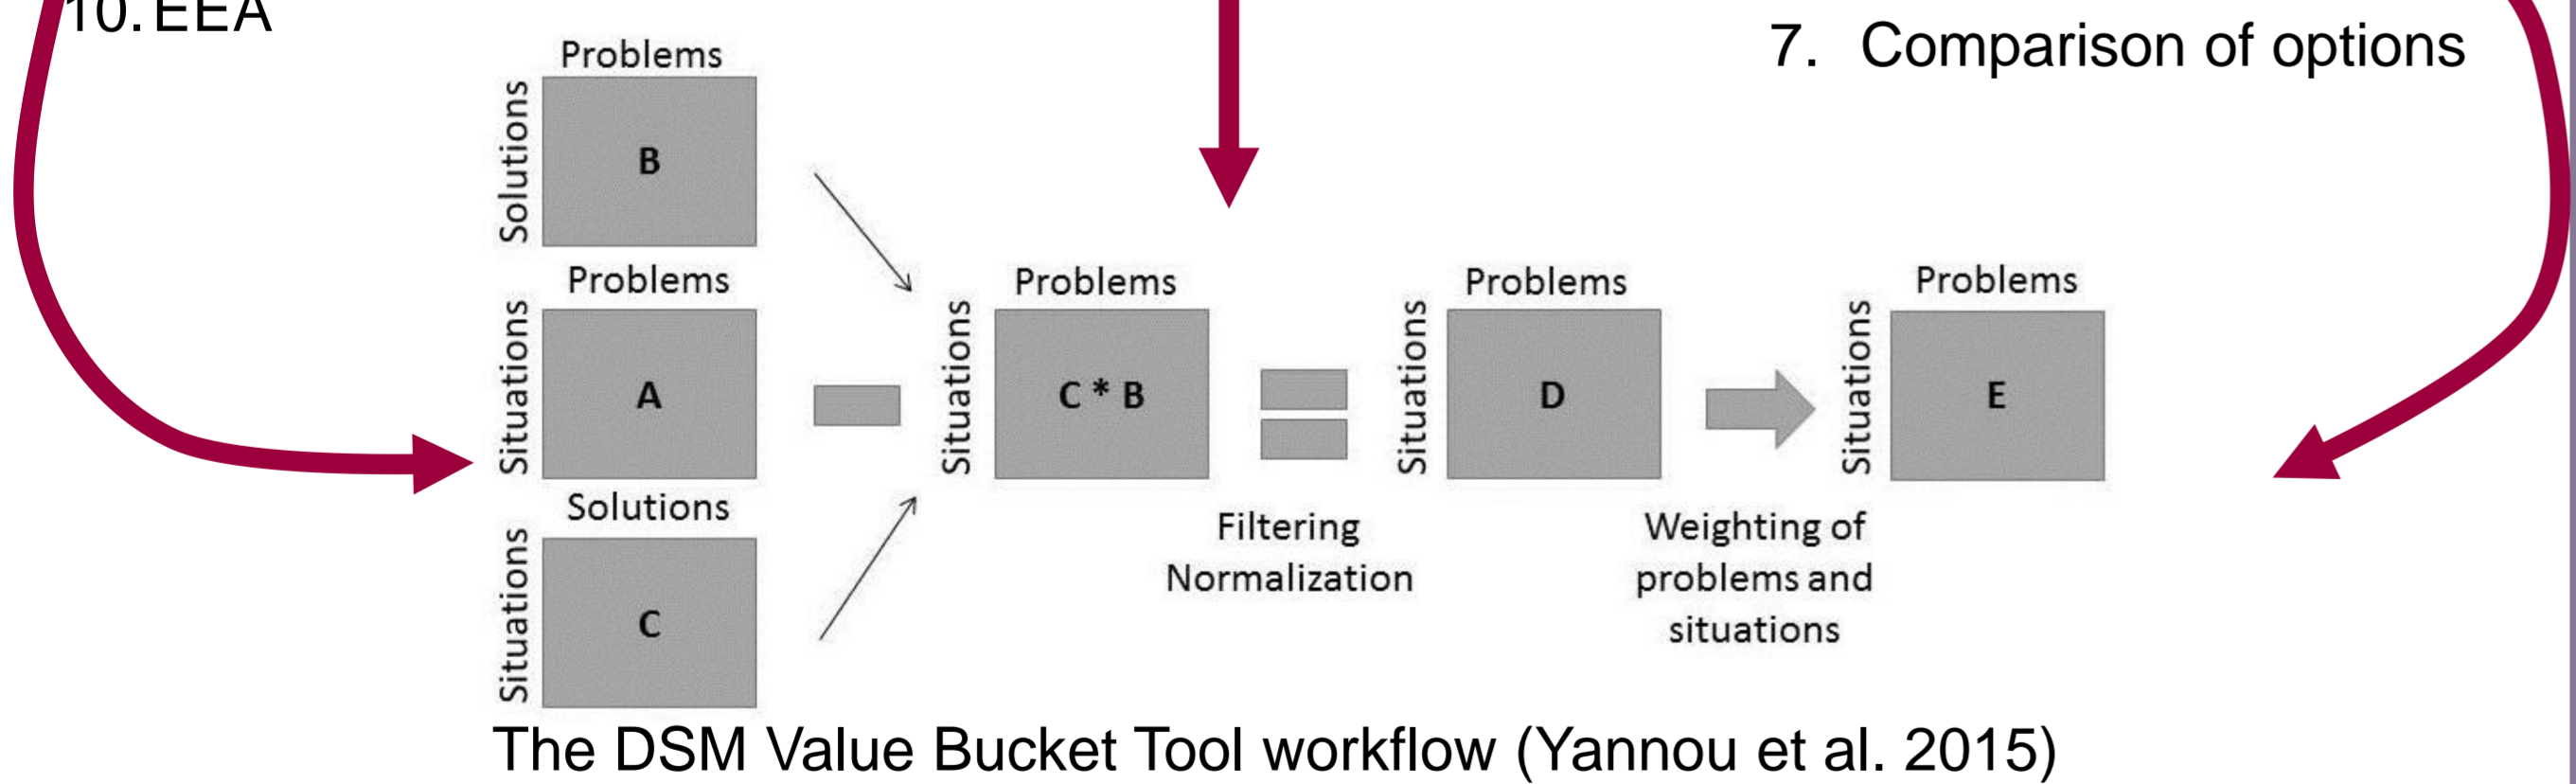 10. EEA
7. Comparison of options
Problems
Solutions
B
Problems
Situations
A
Solutions
Situations
C
Problems
Situations
C * B
Filtering
Normalization
Problems
Situations
D
Weighting of
problems and
situations
Problems
Situations
E
The DSM Value Bucket Tool workflow (Yannou et al. 2015)